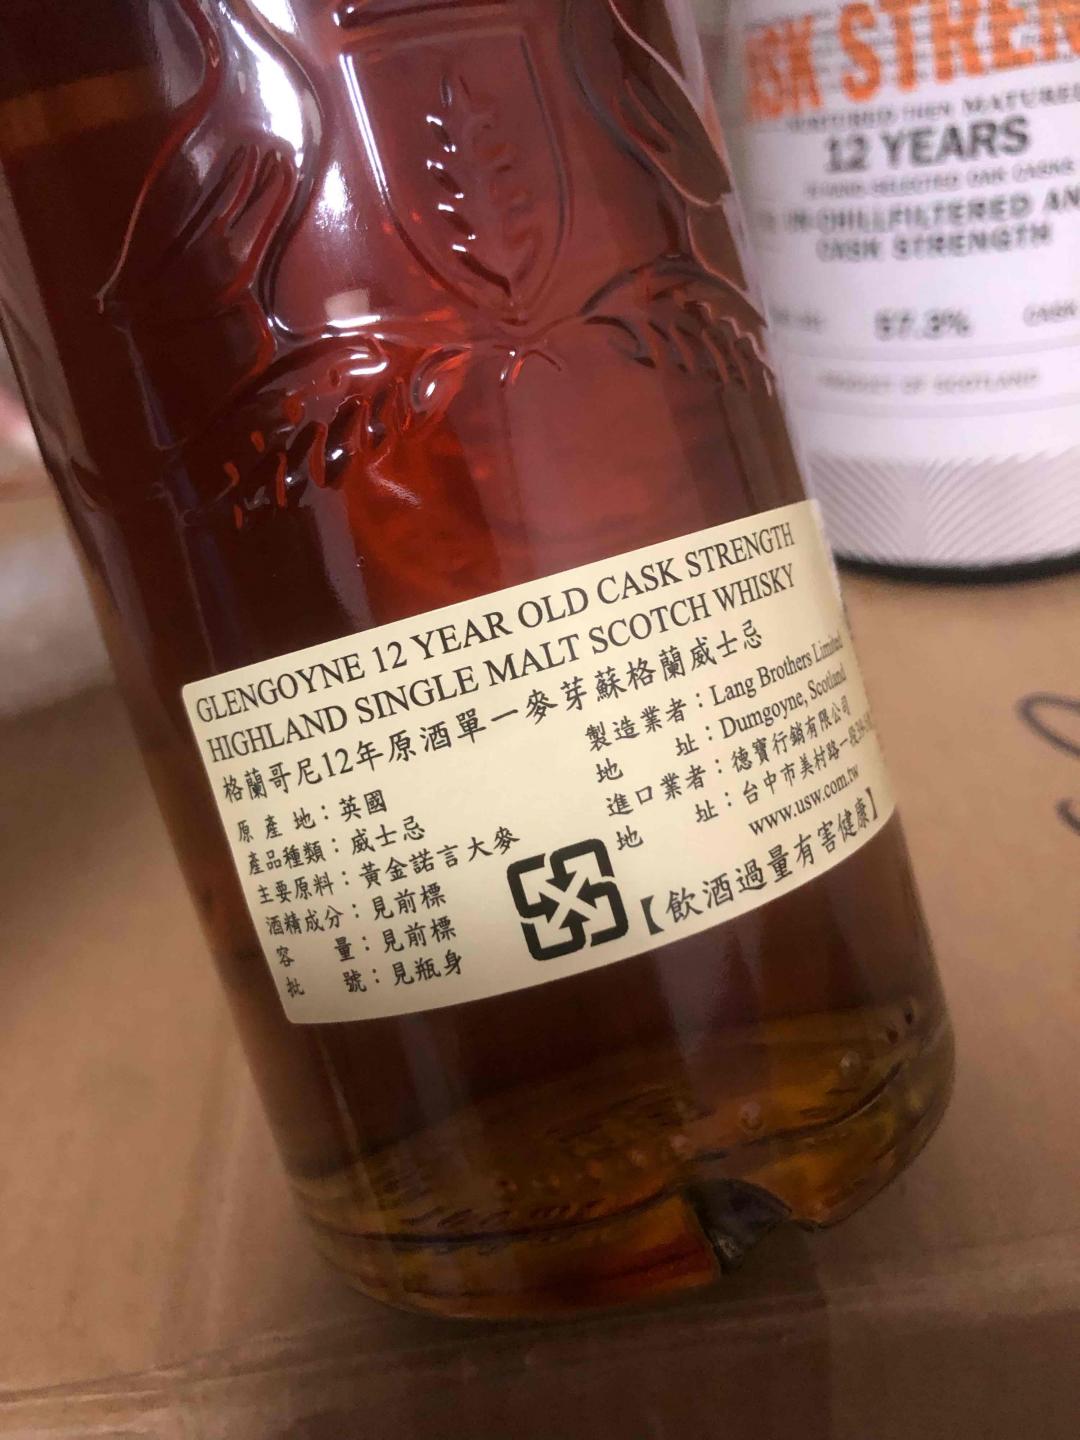 STREN
12 YEARS
CASK STRENGTH
57.3%
CASK
PRODUCT OF SCOTLAND
GLENGOYNE 12 YEAR OLD CASK STRENGTH
HIGHLAND SINGLE MALT SCOTCH WHISKY
格蘭哥尼12年原酒單一麥芽蘇格蘭威士忌
原產地：英國
產品種類：威士忌
主要原料：黃金諾言大麥
酒精成分：見前標
容量：見前標
批號：見瓶身
製造業者：Lang Brothers Limited
地址：Dumgoyne, Scotland
進口業者：德寶行銷有限公司
地址：台中市美村路一段
www.usw.com.tw
【飲酒過量有害健康】